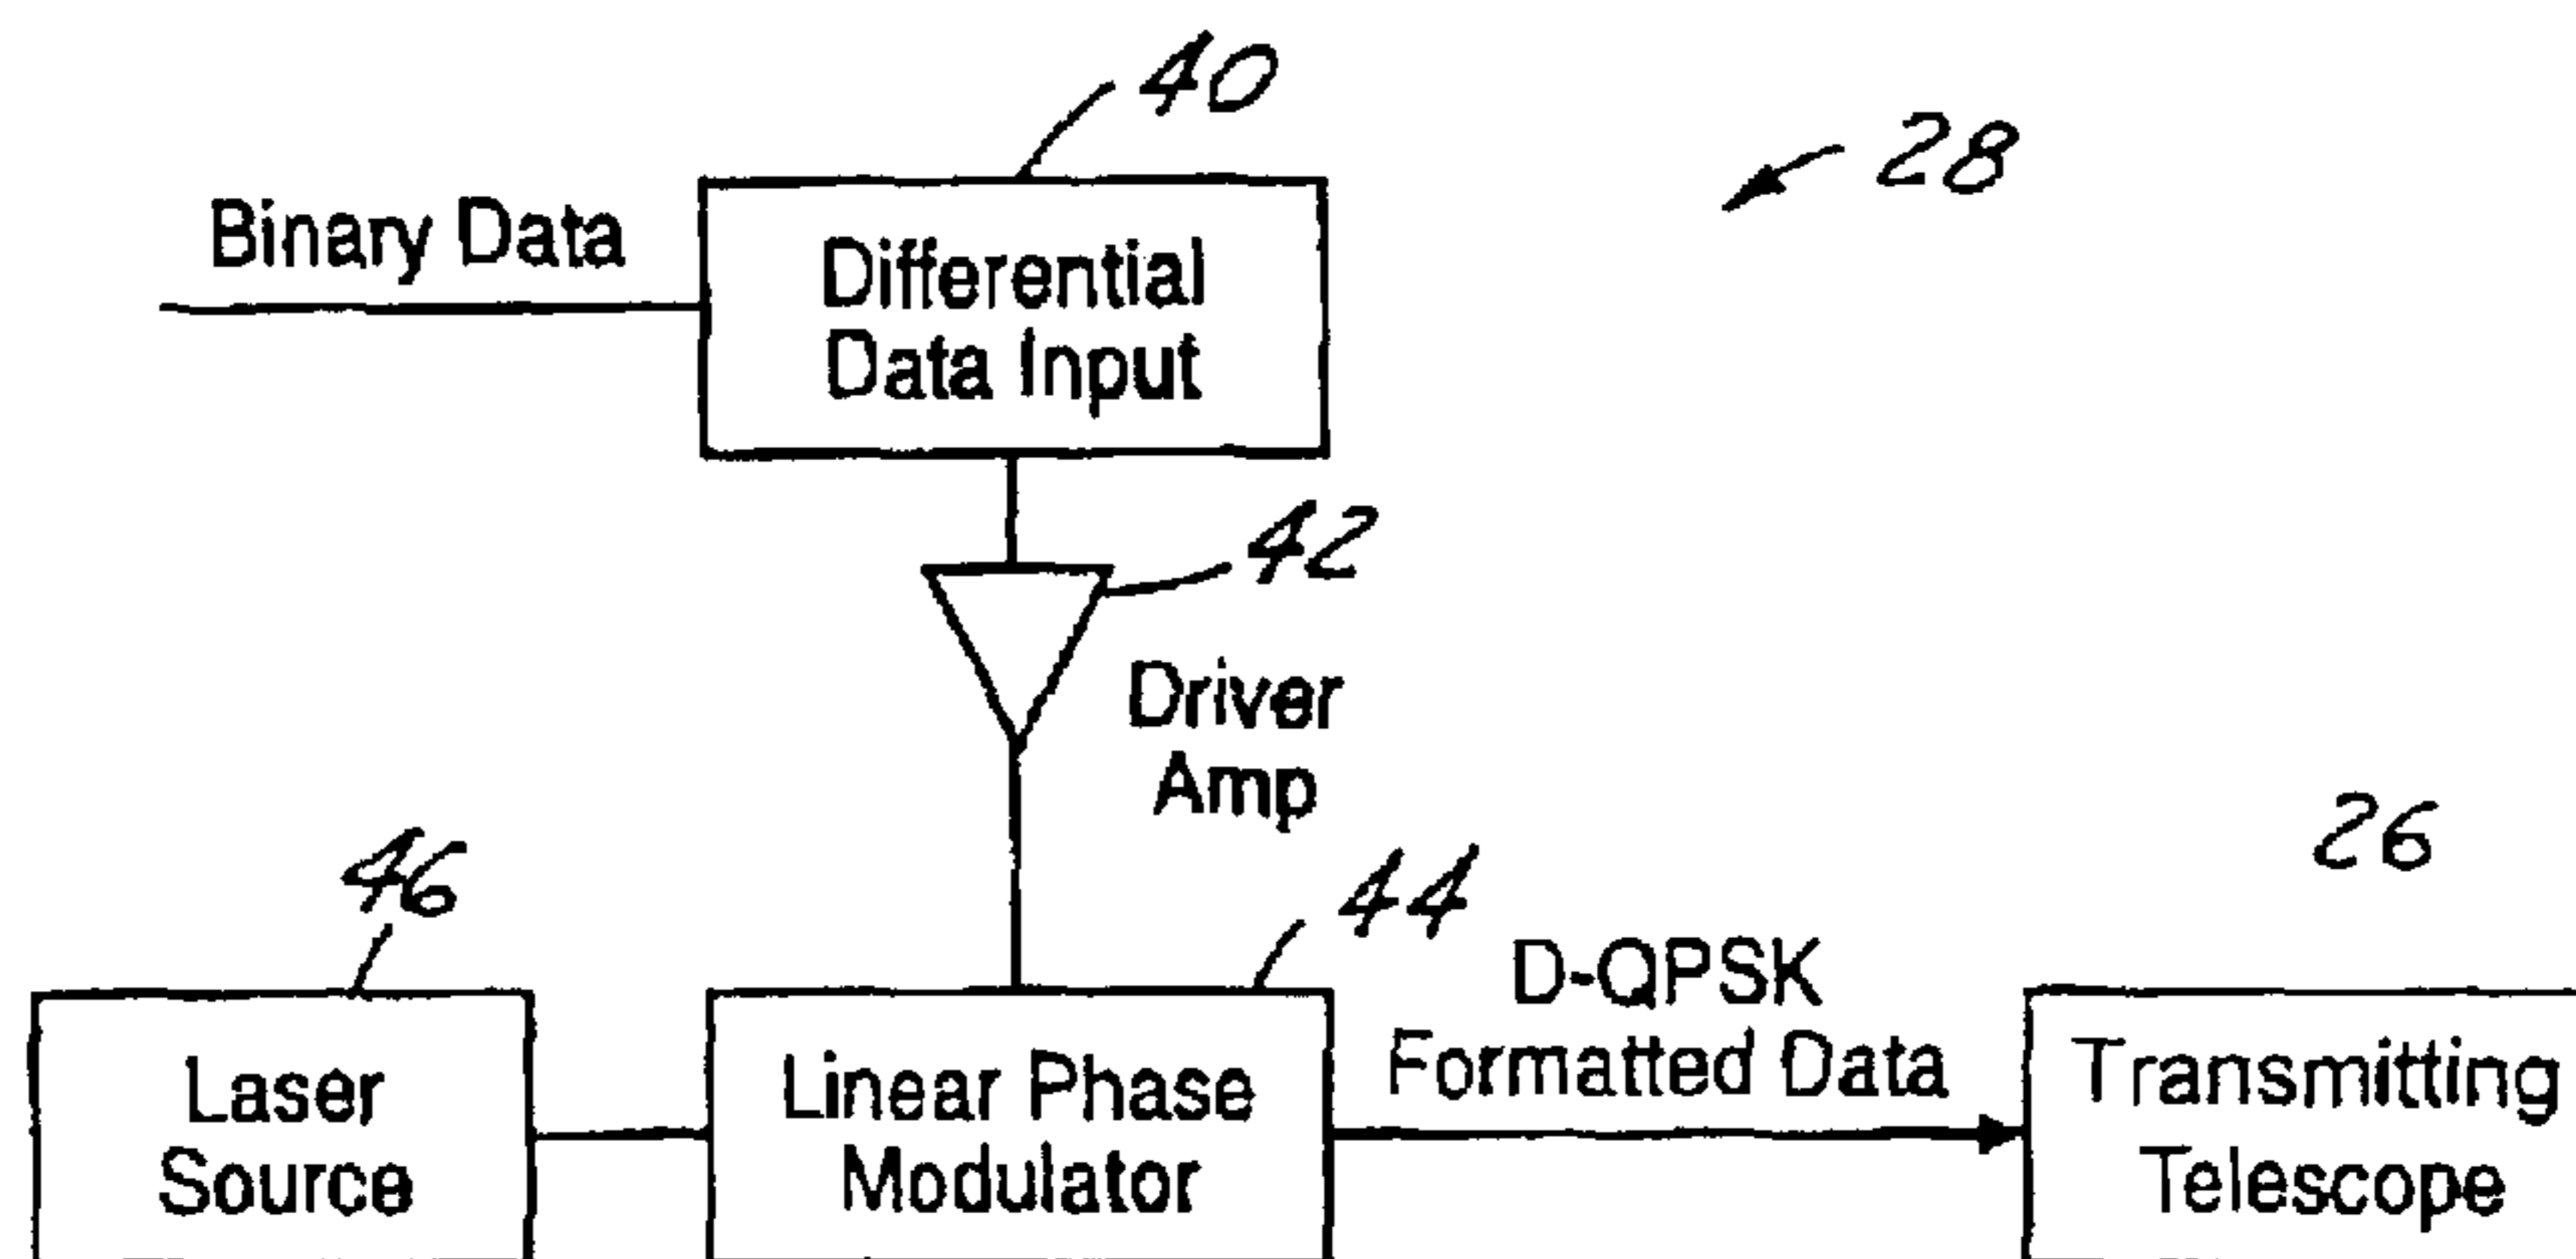 40
28
Binary Data
Differential
Data Input
42
Driver
Amp
46
44
26
D-QPSK
Formatted Data
Laser
Source
Linear Phase
Modulator
Transmitting
Telescope